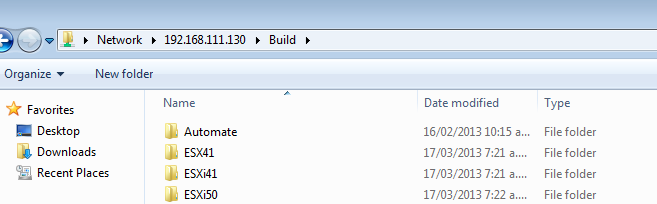 Network ▸ 192.168.111.130 ▸ Build ▸
Organize ▾ New folder
Favorites Name Date modified Type
Desktop Automate 16/02/2013 10:15 a... File folder
Downloads ESX41 17/03/2013 7:21 a.... File folder
Recent Places ESXi41 17/03/2013 7:21 a.... File folder
ESXi50 17/03/2013 7:22 a.... File folder